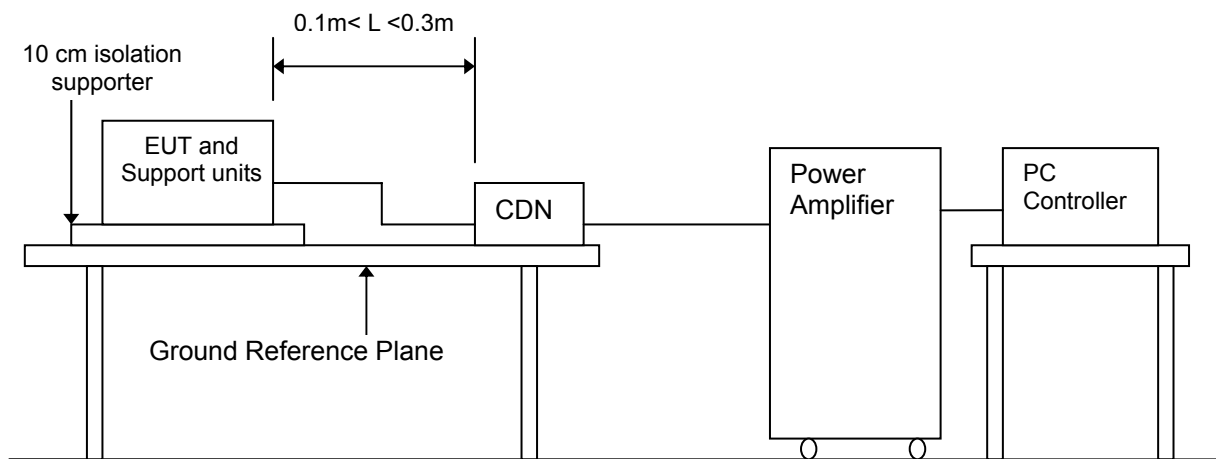 0.1m< L <0.3m
10 cm isolation
supporter
EUT and
Support units
CDN
Power
Amplifier
PC
Controller
Ground Reference Plane